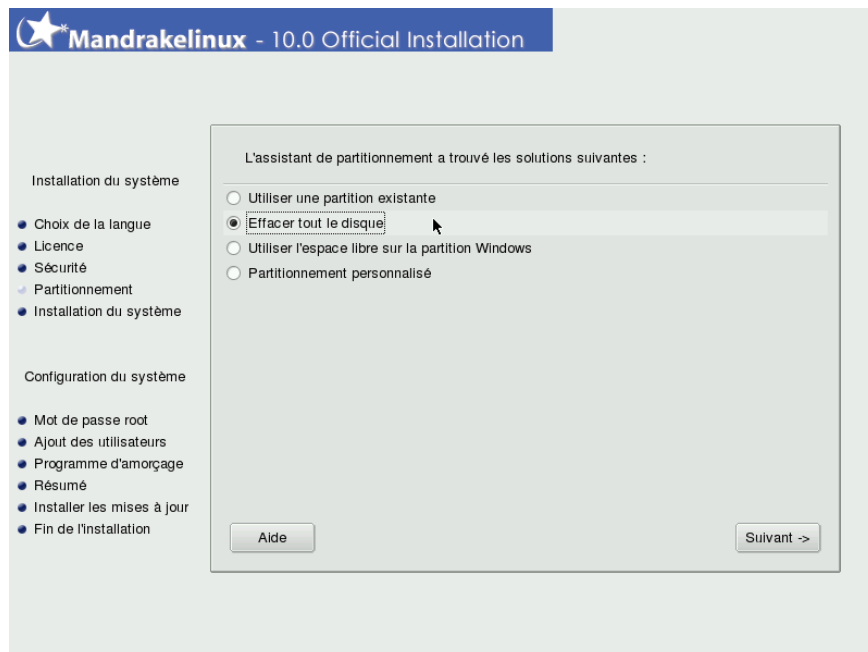 Mandrakelinux - 10.0 Official Installation
Installation du système
Choix de la langue
Licence
Sécurité
Partitionnement
Installation du système
Configuration du système
Mot de passe root
Ajout des utilisateurs
Programme d'amorçage
Résumé
Installer les mises à jour
Fin de l'installation
L'assistant de partitionnement a trouvé les solutions suivantes :
Utiliser une partition existante
Effacer tout le disque
Utiliser l'espace libre sur la partition Windows
Partitionnement personnalisé
Aide
Suivant ->